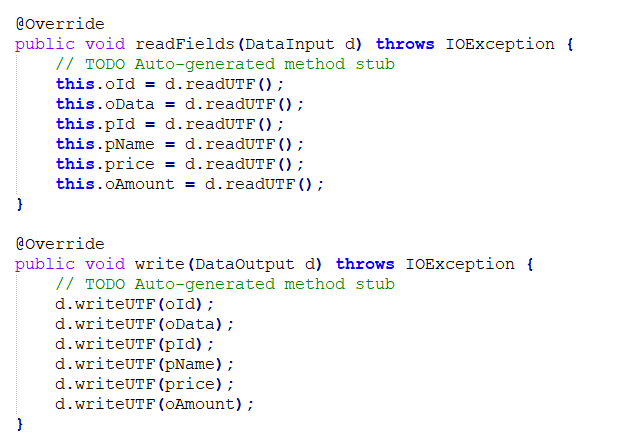 @Override
public void readFields(DataInput d) throws IOException {
    // TODO Auto-generated method stub
    this.oId = d.readUTF();
    this.oData = d.readUTF();
    this.pId = d.readUTF();
    this.pName = d.readUTF();
    this.price = d.readUTF();
    this.oAmount = d.readUTF();
}

@Override
public void write(DataOutput d) throws IOException {
    // TODO Auto-generated method stub
    d.writeUTF(oId);
    d.writeUTF(oData);
    d.writeUTF(pId);
    d.writeUTF(pName);
    d.writeUTF(price);
    d.writeUTF(oAmount);
}